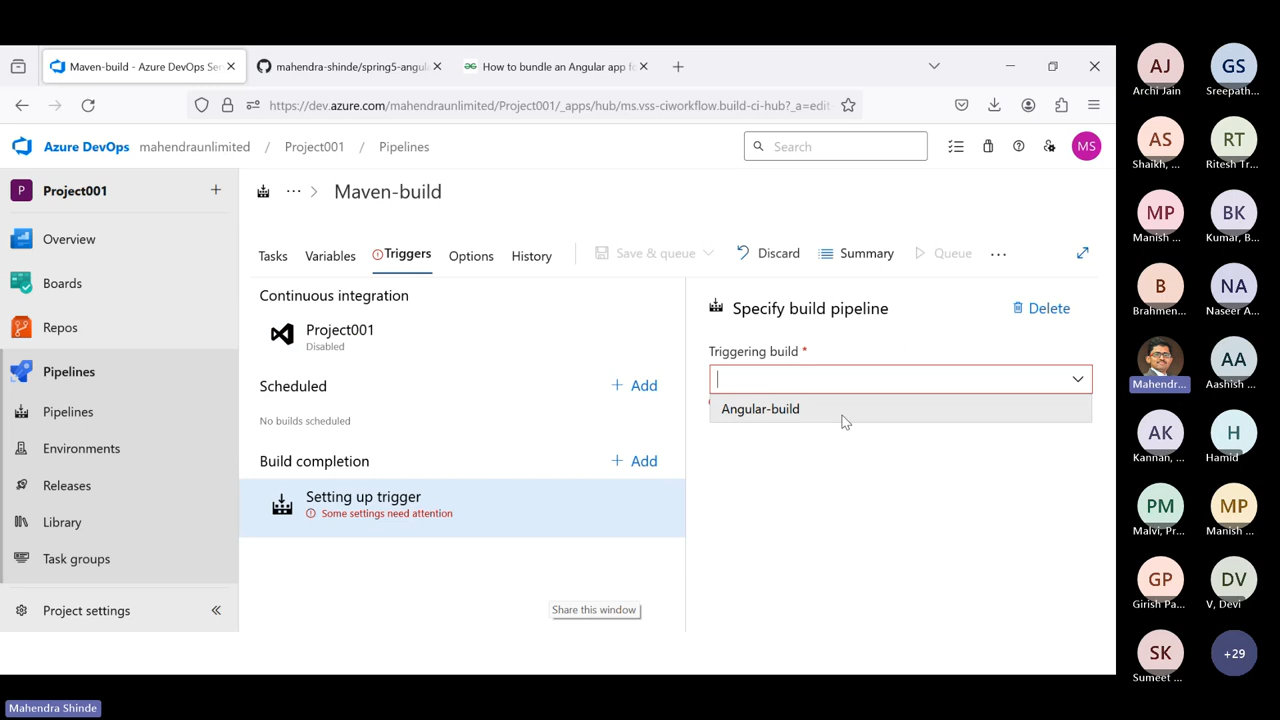 Maven-build - Azure DevOps Ser
mahendra-shinde/spring5-angul
How to bundle an Angular app fo
https://dev.azure.com/mahendraunlimited/Project001/_apps/hub/ms.vss-ciworkflow.build-ci-hub?_a=edit-
Azure DevOps mahendraunlimited / Project001 / Pipelines
Search
MS
P Project001
Overview
Boards
Repos
Pipelines
Pipelines
Environments
Releases
Library
Task groups
Project settings
Maven-build
Tasks Variables Triggers Options History
Save & queue Discard Summary Queue
Continuous integration
Project001
Disabled
Scheduled
Add
No builds scheduled
Build completion
Add
Setting up trigger
Some settings need attention
Specify build pipeline
Delete
Triggering build *
Angular-build
Share this window
AJ
Archi Jain
GS
Sreepath...
AS
Shaikh, ...
RT
Ritesh Tr...
MP
Manish ...
BK
Kumar, B...
B
Brahmen...
NA
Naseer A...
Mahendr...
AA
Aashish ...
AK
Kannan, ...
H
Hamid
PM
Malvi, Pr...
MP
Manish ...
GP
Girish Pa...
DV
V, Devi
SK
Sumeet ...
+29
Mahendra Shinde